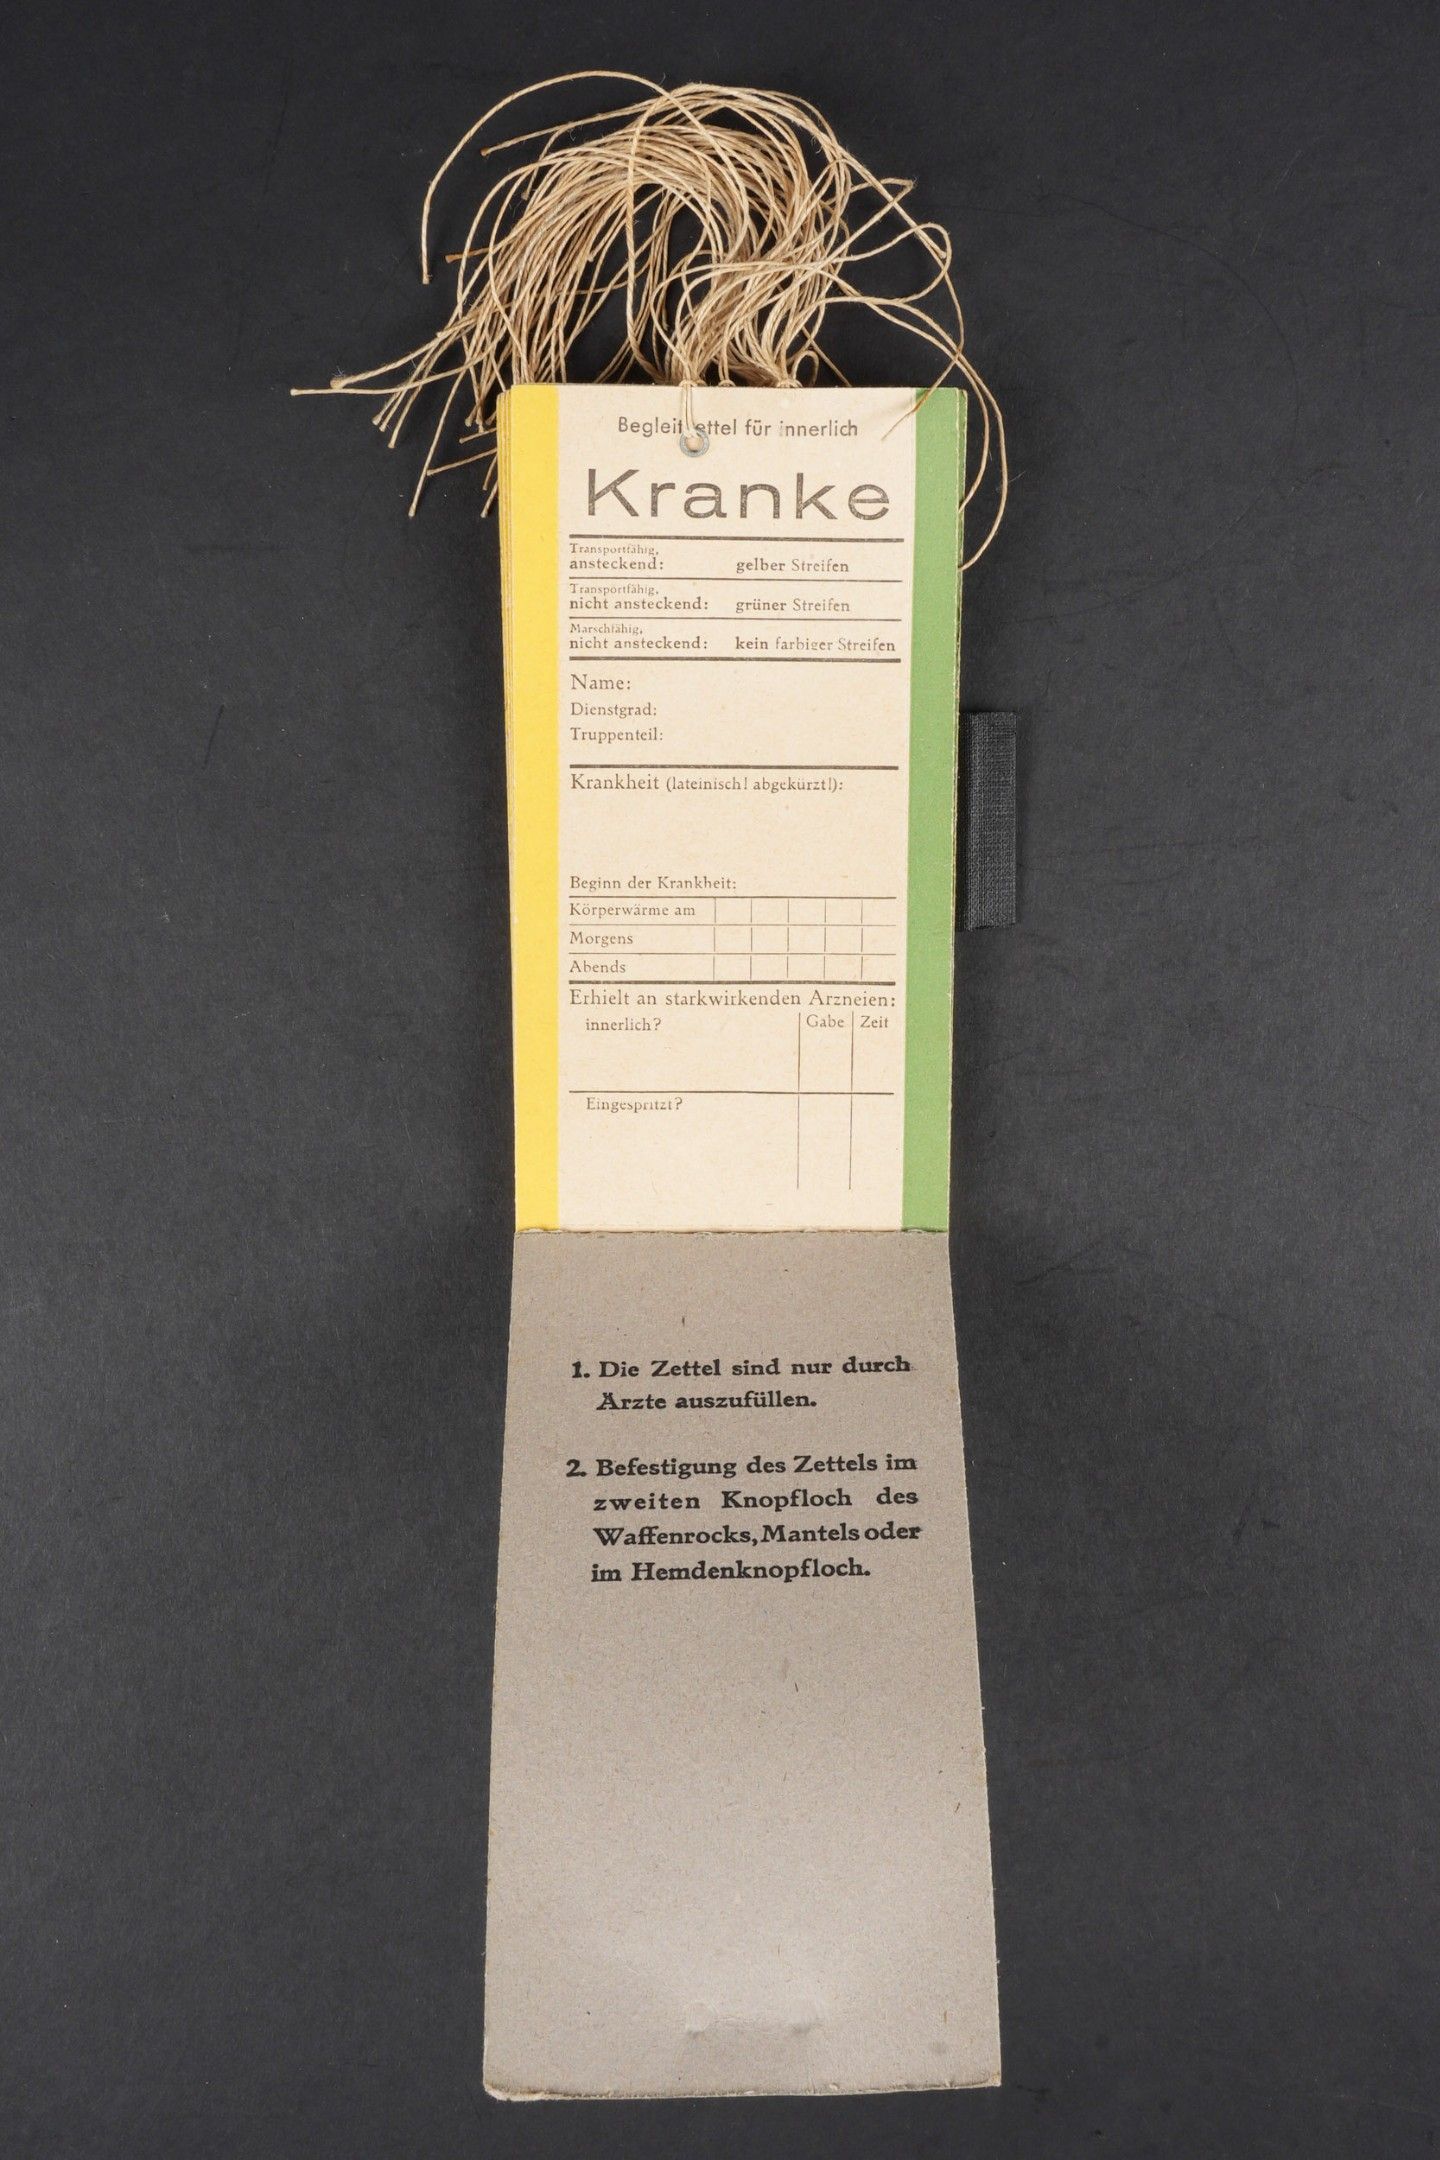 Begleitzettel für innerlich
Kranke
Transportfähig,
ansteckend: gelber Streifen
Transportfähig,
nicht ansteckend: grüner Streifen
Marschfähig,
nicht ansteckend: kein farbiger Streifen
Name:
Dienstgrad:
Truppenteil:
Krankheit (lateinisch! abgekürzt!):
Beginn der Krankheit:
Körperwärme am
Morgens
Abends
Erhielt an starkwirkenden Arzneien:
innerlich? Gabe Zeit
Eingespritzt?
1. Die Zettel sind nur durch
Ärzte auszufüllen.
2. Befestigung des Zettels im
zweiten Knopfloch des
Waffenrocks, Mantels oder
im Hemdenknopfloch.